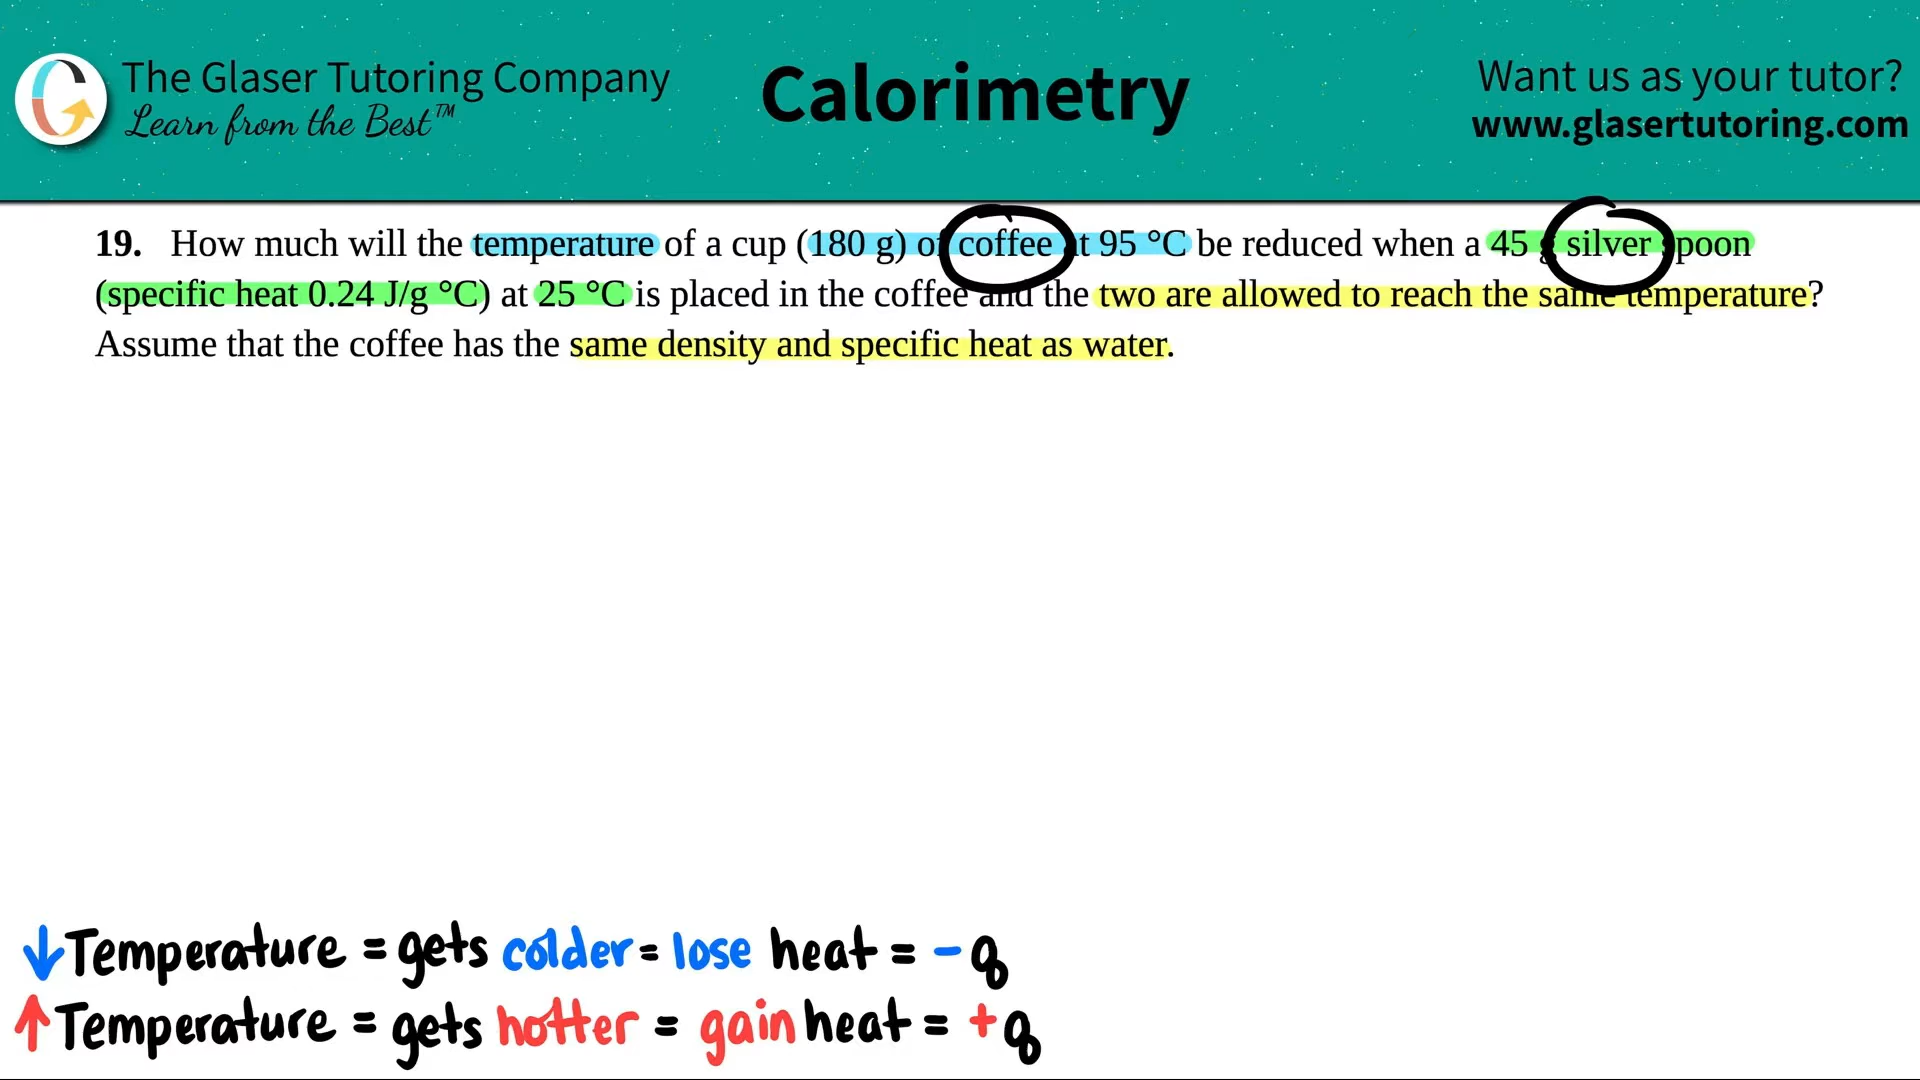 The Glaser Tutoring Company
Learn from the Best™
Calorimetry
Want us as your tutor?
www.glasertutoring.com
19. How much will the temperature of a cup (180 g) of coffee at 95 °C be reduced when a 45 g silver spoon
(specific heat 0.24 J/g °C) at 25 °C is placed in the coffee and the two are allowed to reach the same temperature?
Assume that the coffee has the same density and specific heat as water.
↓Temperature = gets colder = lose heat = - q
↑Temperature = gets hotter = gain heat = + q